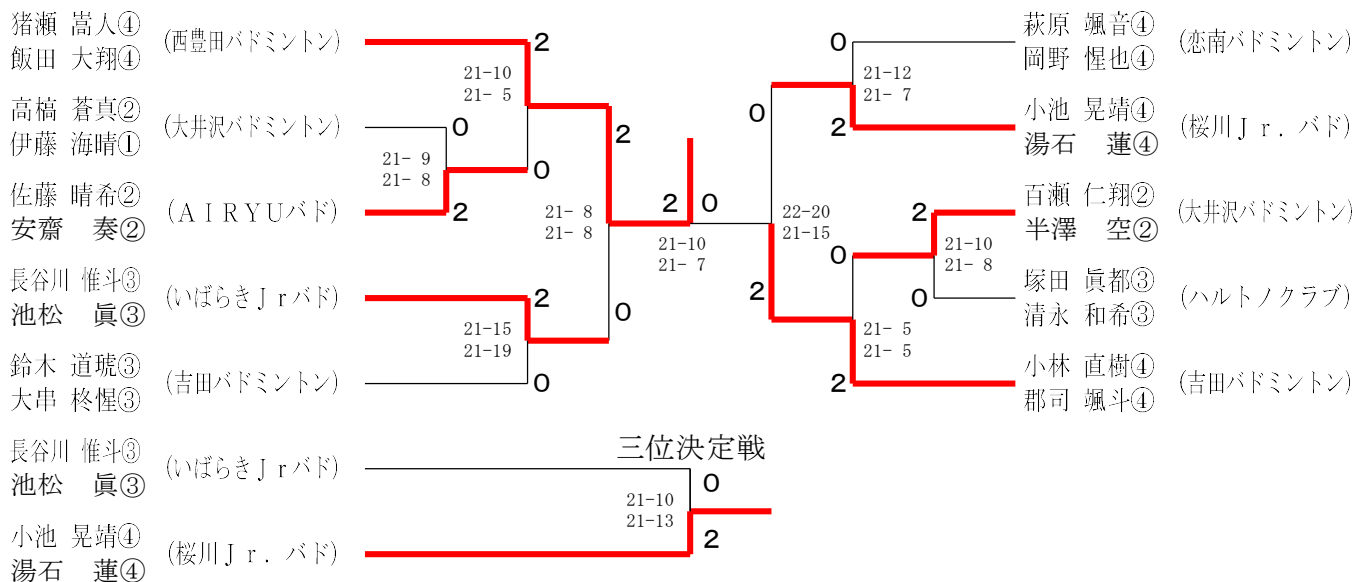 猪瀬 嵩人④
飯田 大翔④
(西豊田バドミントン)
2
21-10
21- 5
高槁 蒼真②
伊藤 海晴①
(大井沢バドミントン)
0
21- 9
21- 8
0
佐藤 晴希②
安齋 奏②
(ＡＩＲＹＵバド)
2
2
21- 8
21- 8
長谷川 惟斗③
池松 眞③
(いばらきＪｒバド)
2
0
21-15
21-19
鈴木 道琥③
大串 柊惺③
(吉田バドミントン)
0
2
0
21-10
21- 7
萩原 颯音④
岡野 惺也④
(恋南バドミントン)
0
21-12
21- 7
小池 晃靖④
湯石 蓮④
(桜川Ｊｒ．バド)
2
0
22-20
21-15
2
百瀬 仁翔②
半澤 空②
(大井沢バドミントン)
2
21-10
21- 8
0
塚田 眞都③
清永 和希③
(ハルトノクラブ)
0
21- 5
21- 5
小林 直樹④
郡司 颯斗④
(吉田バドミントン)
2
三位決定戦
長谷川 惟斗③
池松 眞③
(いばらきＪｒバド)
0
21-10
21-13
小池 晃靖④
湯石 蓮④
(桜川Ｊｒ．バド)
2